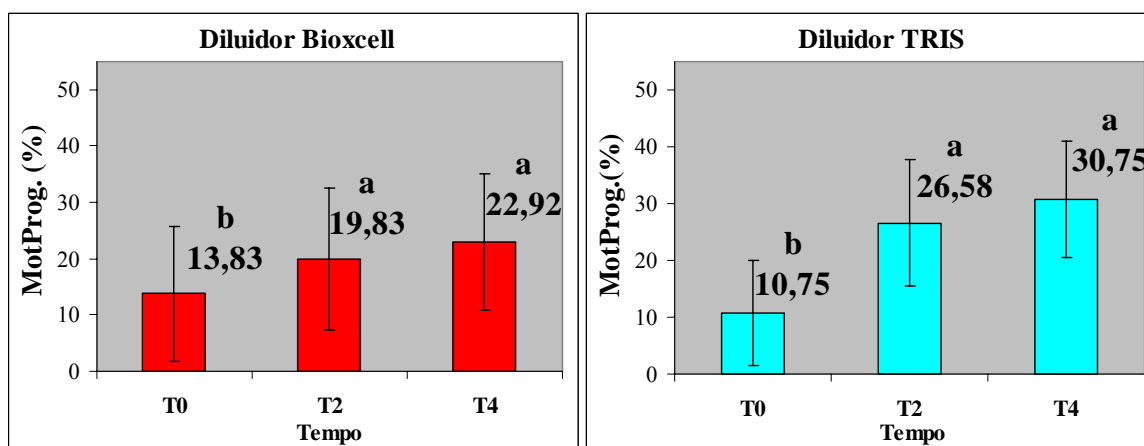 Diluidor Bioxcell
MotProg. (%)
50
40
30
20
10
0
b
13,83
a
19,83
a
22,92
T0
T2
T4
Tempo
Diluidor TRIS
MotProg.(%)
50
40
30
20
10
0
b
10,75
a
26,58
a
30,75
T0
T2
T4
Tempo